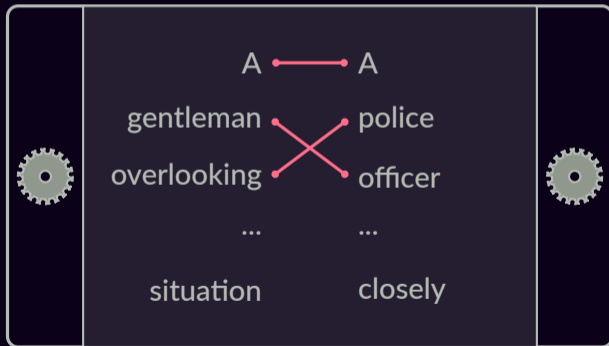 A A
gentleman police
overlooking officer
... ...
situation closely